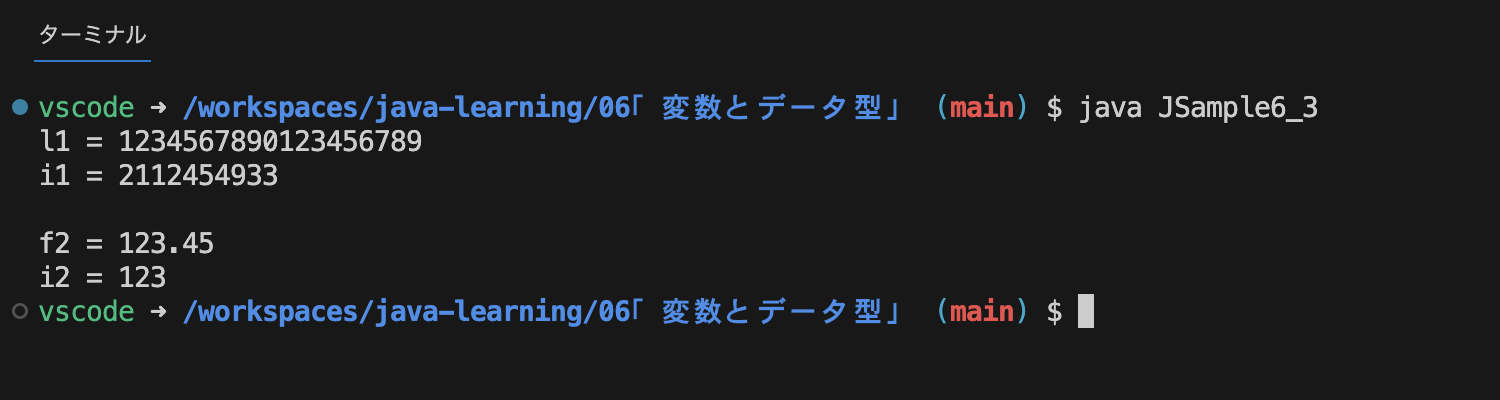 ターミナル
vscode ➜ /workspaces/java-learning/06「変数とデータ型」 (main) $ java JSample6_3
l1 = 1234567890123456789
i1 = 2112454933
f2 = 123.45
i2 = 123
vscode ➜ /workspaces/java-learning/06「変数とデータ型」 (main) $